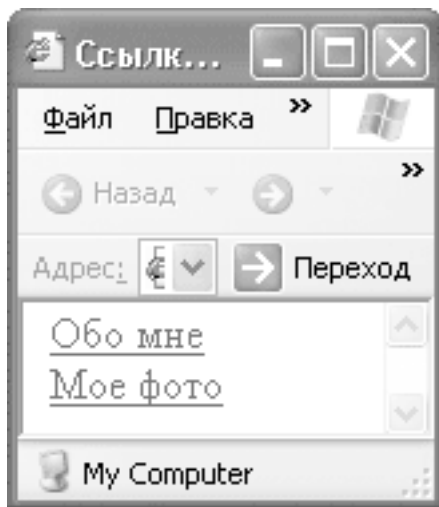 Ссылк...
Файл Правка »
Назад »
Адрес: Переход
Обо мне
Мое фото
My Computer